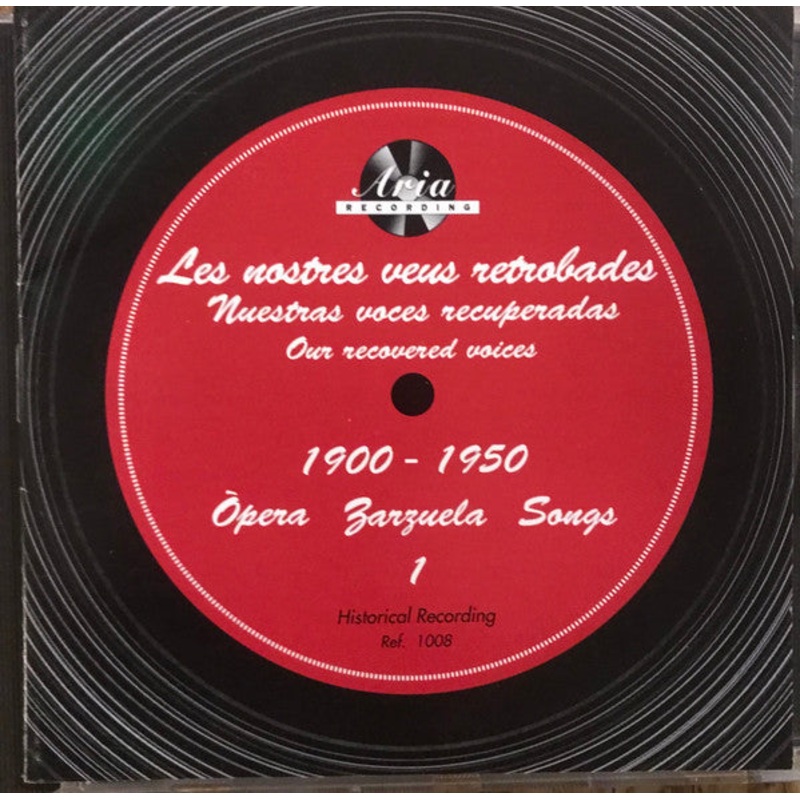 Aria
RECORDING
Les nostres veus retrobades
Nuestras voces recuperadas
Our recovered voices
1900 - 1950
Òpera Zarzuela Songs
1
Historical Recording
Ref. 1008